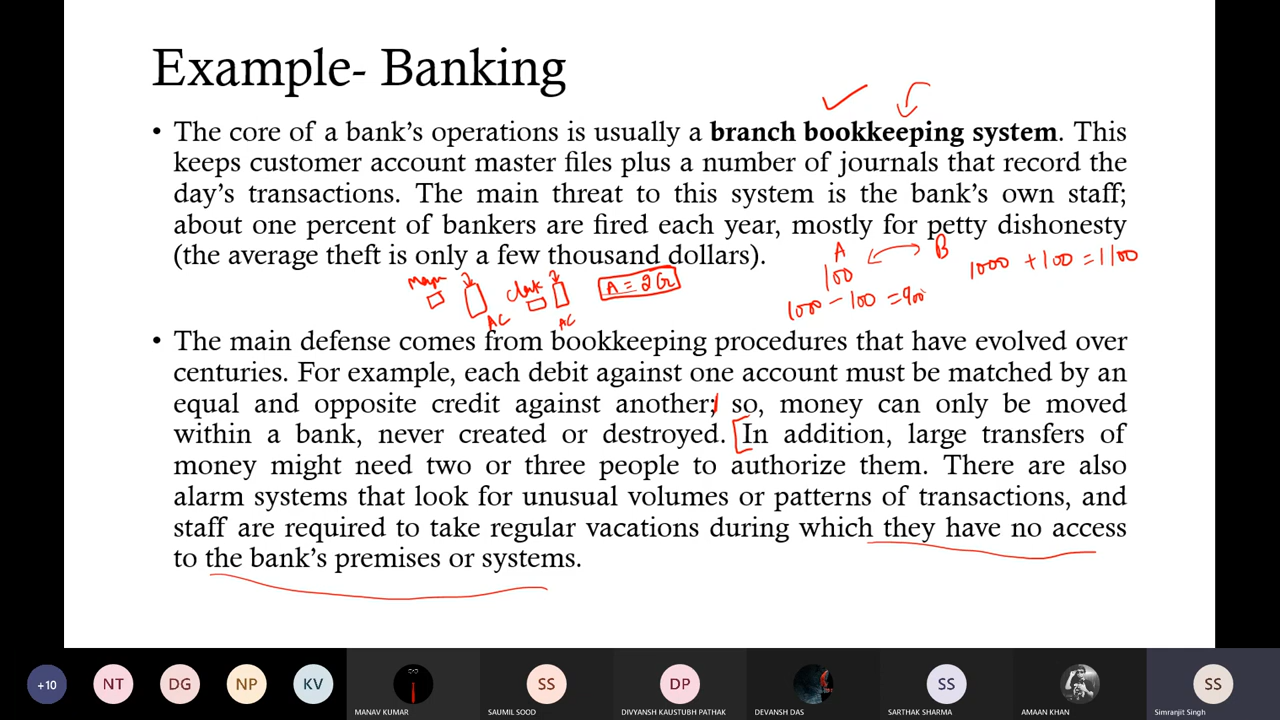 Example- Banking
• The core of a bank’s operations is usually a branch bookkeeping system. This
keeps customer account master files plus a number of journals that record the
day’s transactions. The main threat to this system is the bank’s own staff;
about one percent of bankers are fired each year, mostly for petty dishonesty
(the average theft is only a few thousand dollars).
A B
100
1000 + 100 = 1100
1000 - 100 = 900
clerk
A = 2 Cr
AC AC
• The main defense comes from bookkeeping procedures that have evolved over
centuries. For example, each debit against one account must be matched by an
equal and opposite credit against another; so, money can only be moved
within a bank, never created or destroyed. In addition, large transfers of
money might need two or three people to authorize them. There are also
alarm systems that look for unusual volumes or patterns of transactions, and
staff are required to take regular vacations during which they have no access
to the bank’s premises or systems.
+10 NT DG NP KV SS DP SS SS
MANAV KUMAR SAUMIL SOOD DIVYANSH KAUSTUBH PATHAK DEVANSH DAS SARTHAK SHARMA AMAAN KHAN Simranjit Singh